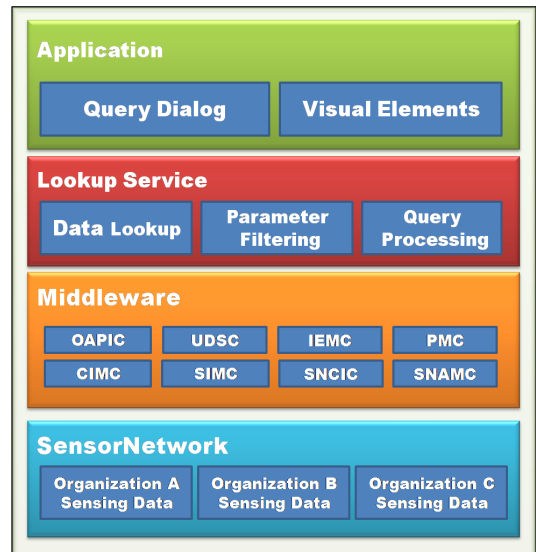 Application
Query Dialog
Visual Elements
Lookup Service
Data Lookup
Parameter
Filtering
Query
Processing
Middleware
OAPIC
UDSC
IEMC
PMC
CIMC
SIMC
SNCIC
SNAMC
SensorNetwork
Organization A
Sensing Data
Organization B
Sensing Data
Organization C
Sensing Data